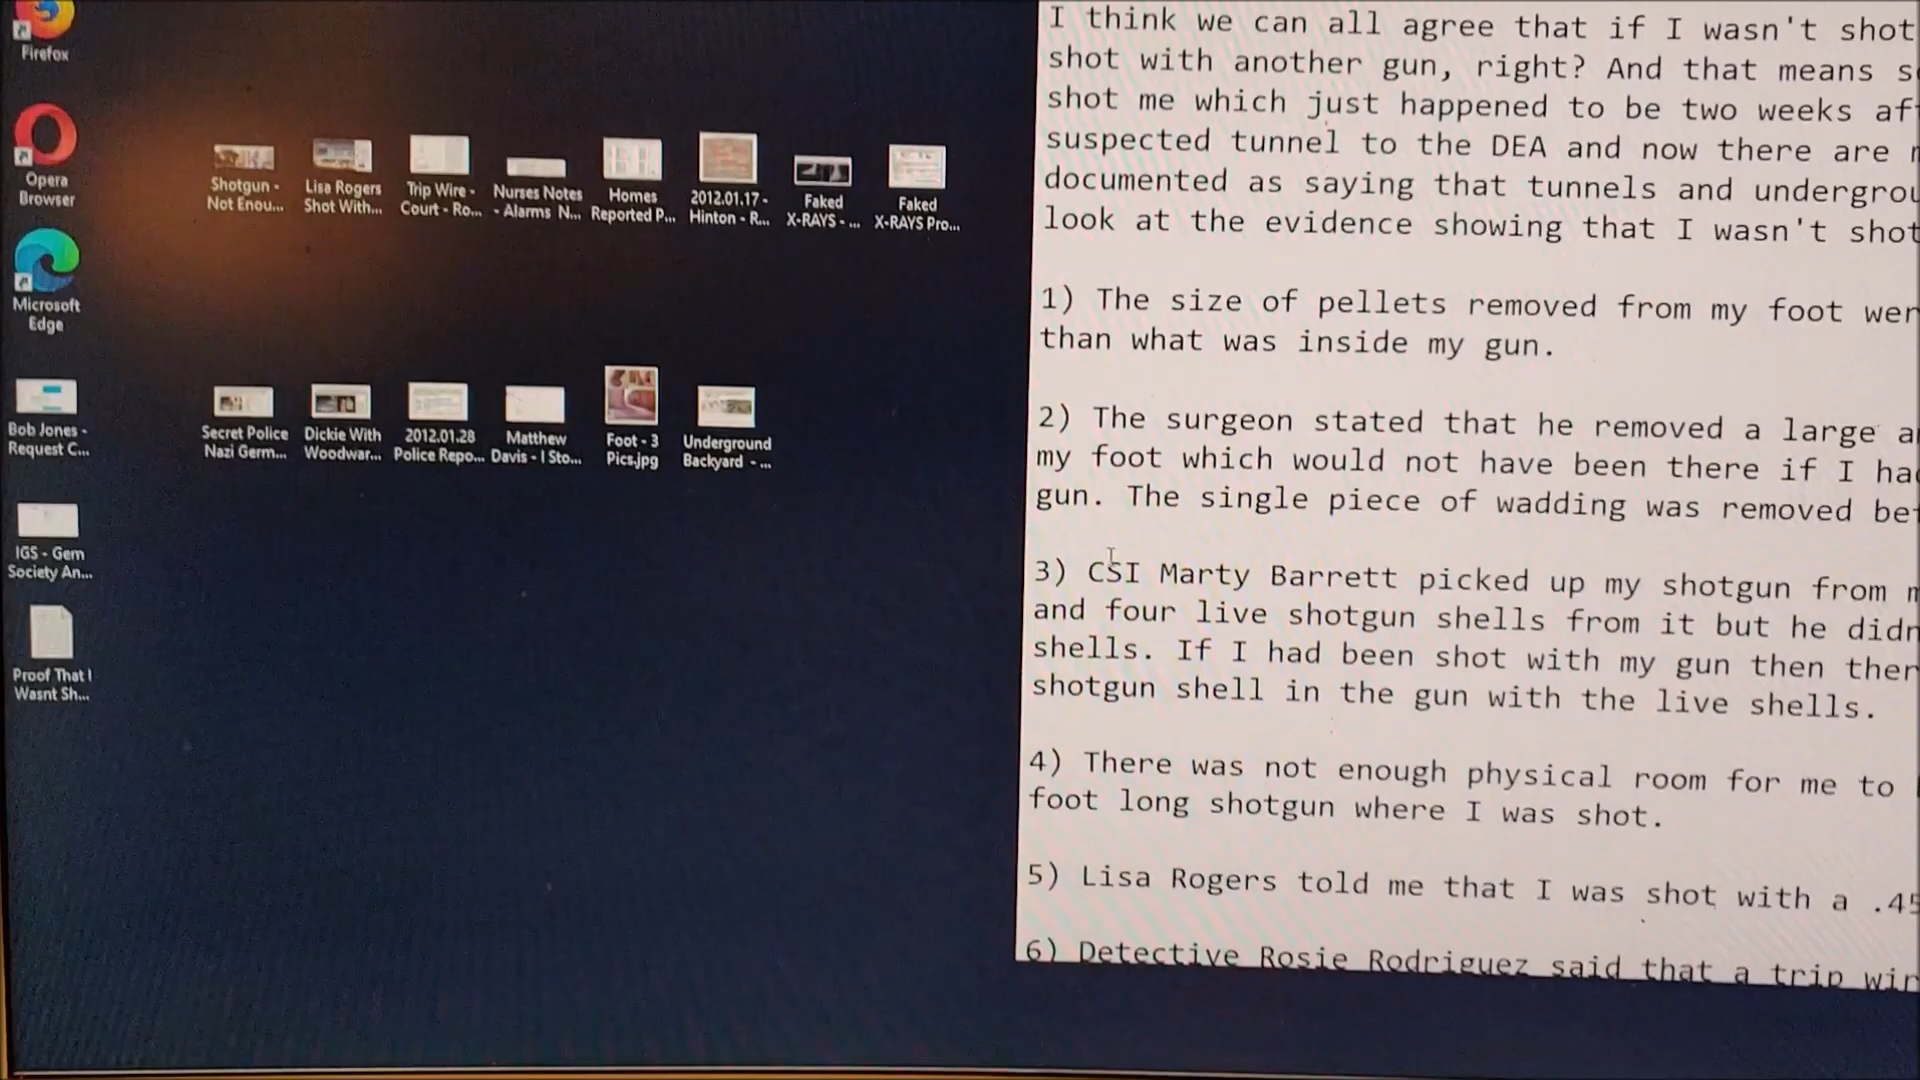 Firefox
Opera
Browser
Microsoft
Edge
Bob Jones -
Request C...
IGS - Gem
Society An...
Proof That I
Wasnt Sh...
Shotgun -
Not Enou...
Lisa Rogers
Shot With...
Trip Wire -
Court - Ro...
Nurses Notes
- Alarms N...
Homes
Reported P...
2012.01.17 -
Hinton - R...
Faked
X-RAYS - ...
Faked
X-RAYS Pro...
Secret Police
Nazi Germ...
Dickie With
Woodwar...
2012.01.28
Police Repo...
Matthew
Davis - I Sto...
Foot - 3
Pics.jpg
Underground
Backyard - ...
I think we can all agree that if I wasn't shot
shot with another gun, right? And that means
shot me which just happened to be two weeks
suspected tunnel to the DEA and now there are
documented as saying that tunnels and
look at the evidence showing that I wasn't shot
1) The size of pellets removed from my foot
than what was inside my gun.
2) The surgeon stated that he removed a large
my foot which would not have been there if I
gun. The single piece of wadding was removed
3) CSI Marty Barrett picked up my shotgun from
and four live shotgun shells from it but he
shells. If I had been shot with my gun then
shotgun shell in the gun with the live shells.
4) There was not enough physical room for me to
foot long shotgun where I was shot.
5) Lisa Rogers told me that I was shot with a .45
6) Detective Rosie Rodriguez said that a trip